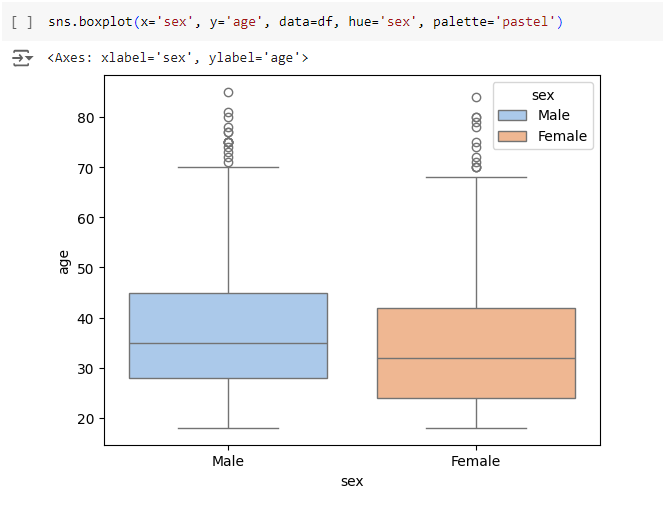 [ ] sns.boxplot(x='sex', y='age', data=df, hue='sex', palette='pastel')
<Axes: xlabel='sex', ylabel='age'>
sex
Male
Female
80
70
60
50
40
30
20
age
Male Female
sex